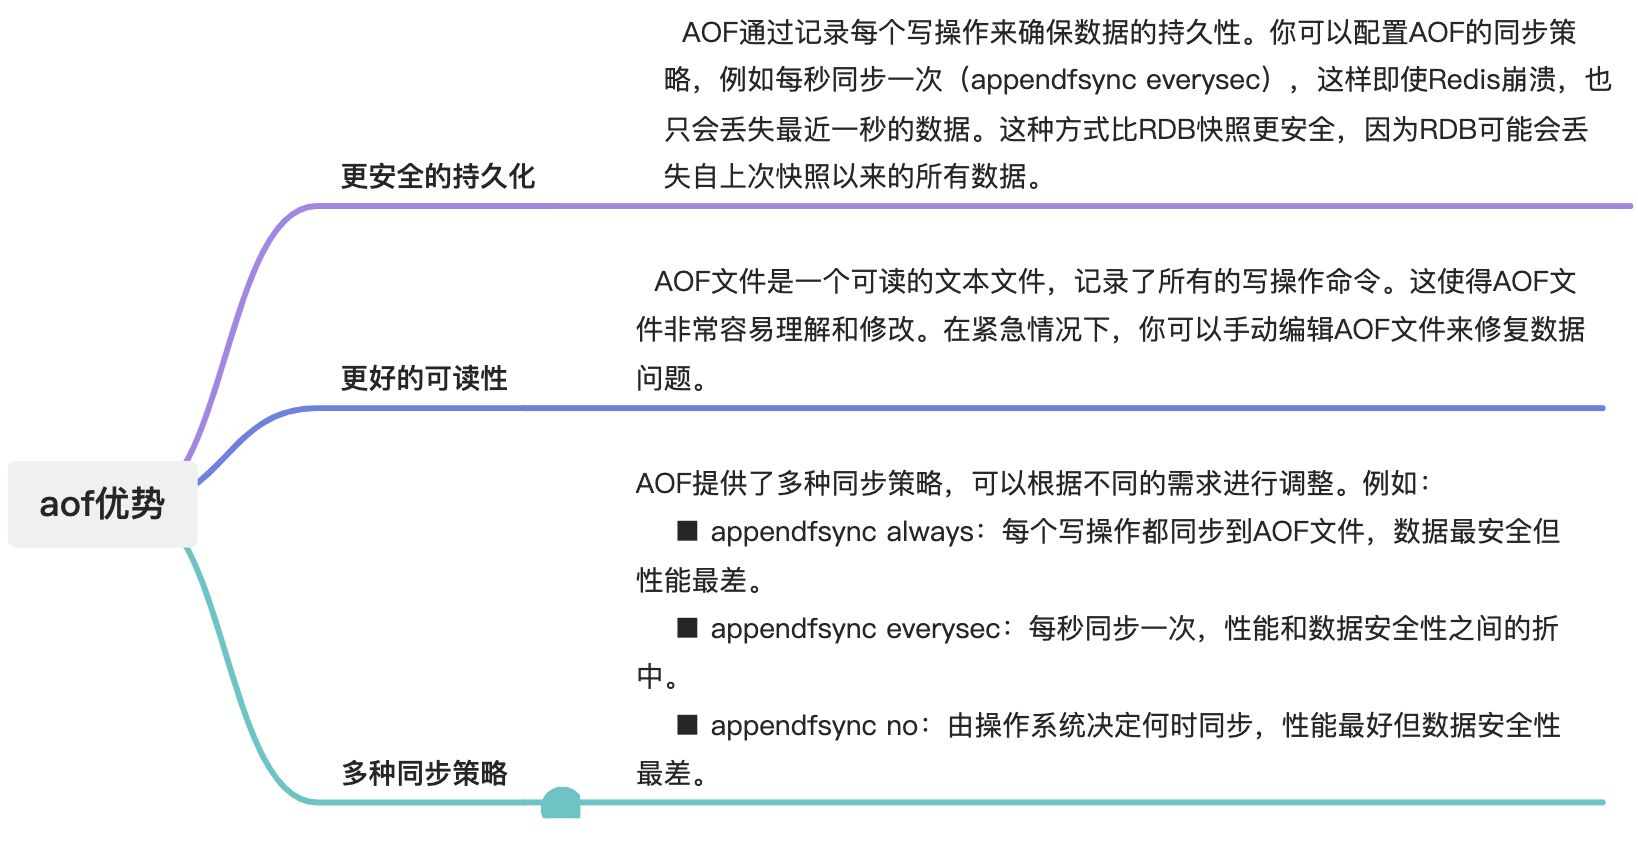 AOF通过记录每个写操作来确保数据的持久性。你可以配置AOF的同步策
略，例如每秒同步一次（appendfsync everysec），这样即使Redis崩溃，也
只会丢失最近一秒的数据。这种方式比RDB快照更安全，因为RDB可能会丢
失自上次快照以来的所有数据。
更安全的持久化
AOF文件是一个可读的文本文件，记录了所有的写操作命令。这使得AOF文
件非常容易理解和修改。在紧急情况下，你可以手动编辑AOF文件来修复数据
问题。
更好的可读性
aof优势
AOF提供了多种同步策略，可以根据不同的需求进行调整。例如：
■ appendfsync always：每个写操作都同步到AOF文件，数据最安全但
性能最差。
■ appendfsync everysec：每秒同步一次，性能和数据安全性之间的折
中。
■ appendfsync no：由操作系统决定何时同步，性能最好但数据安全性
最差。
多种同步策略